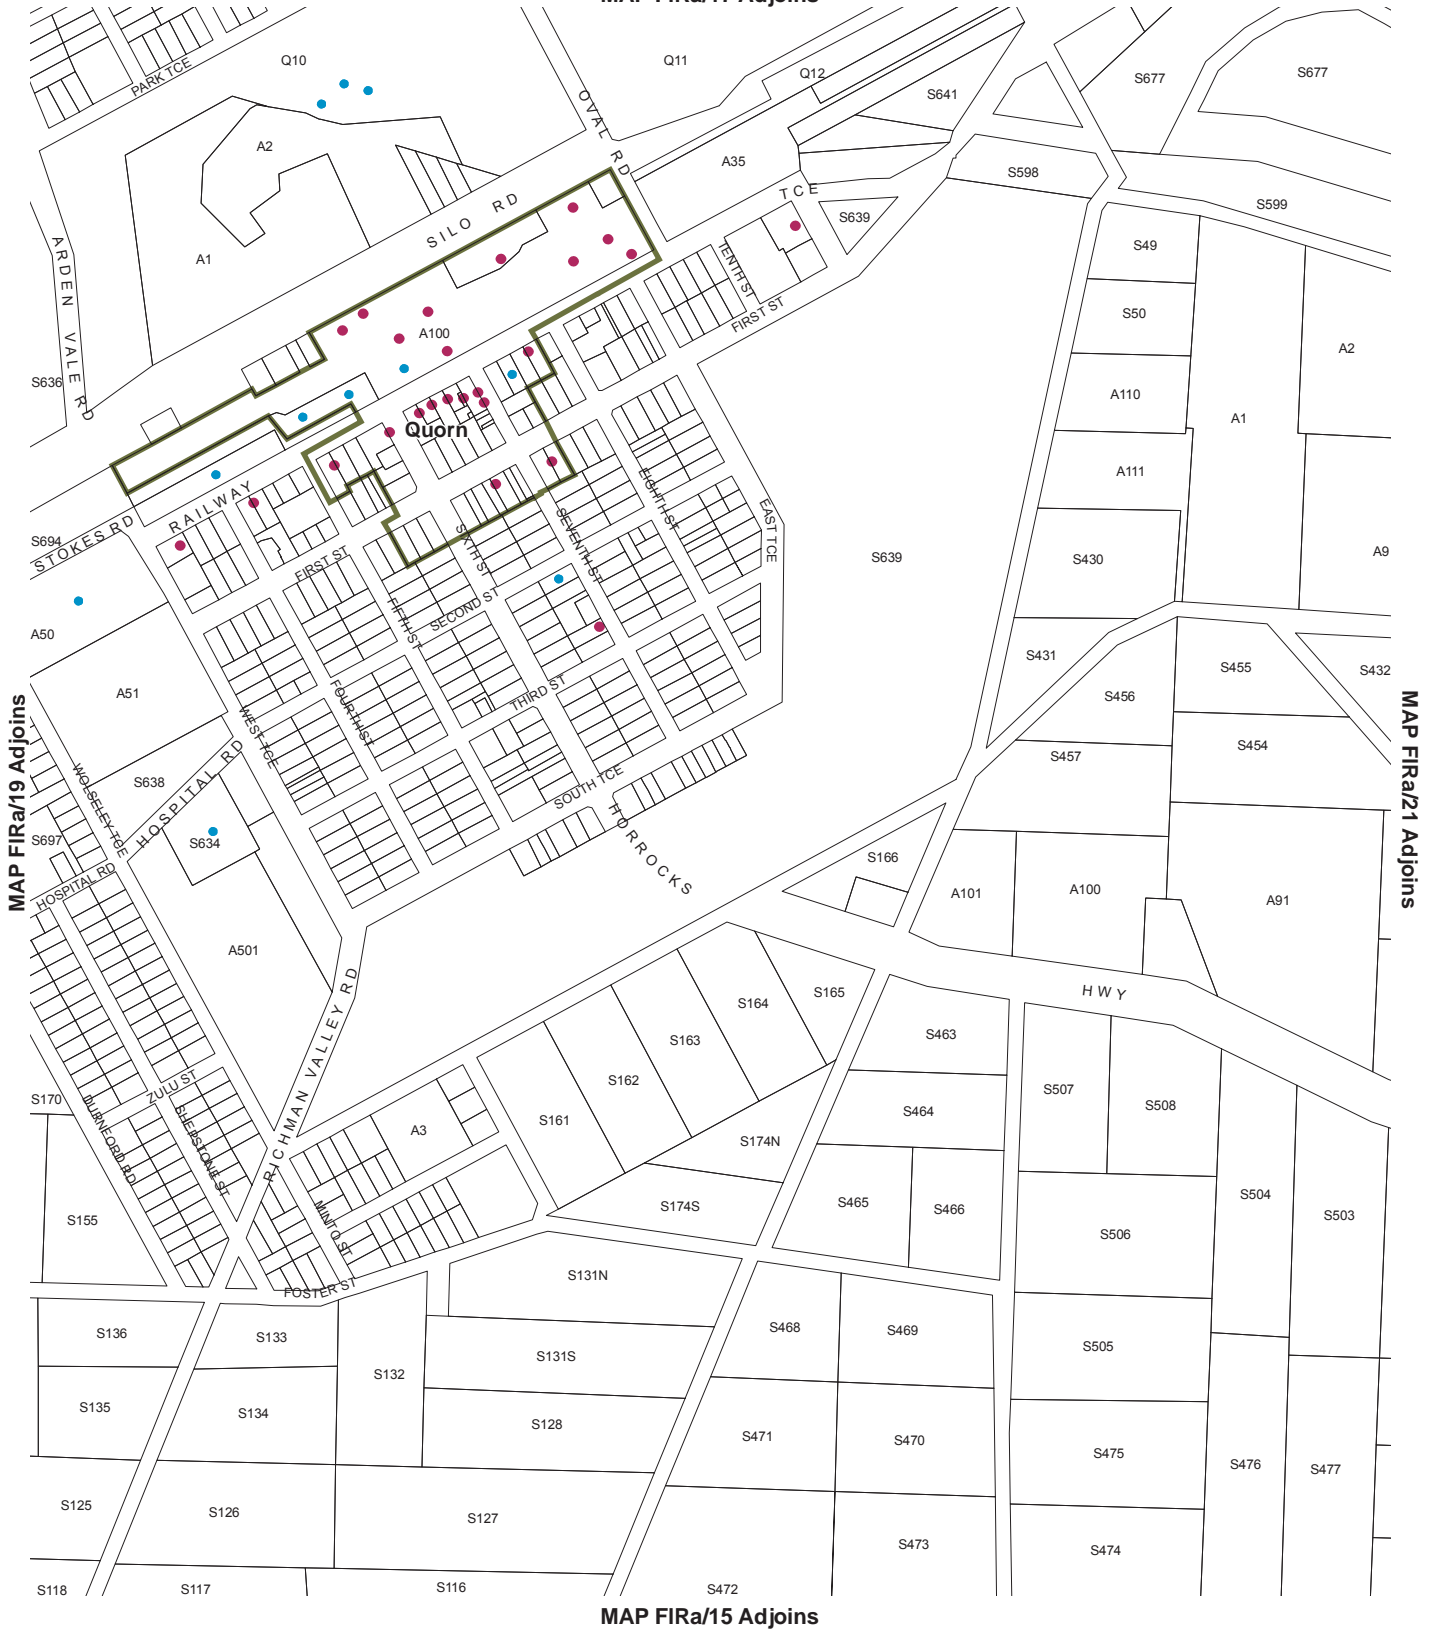 Q10
Q11
Q12
S677
S677
PARK TCE
S641
OVAL RD
A2
A35
S598
TCE
S599
SILO RD
S639
A1
S49
ARDEN VALE RD
TENTH ST
S50
FIRST ST
A100
A2
S636
A110
A1
Quorn
A111
EIGHTH ST
RAILWAY
S694
STOKES RD
SIXTH ST
SEVENTH ST
EAST TCE
S639
S430
A9
FIRST ST
A50
FIFTH ST
SECOND ST
S431
S455
S432
A51
THIRD ST
S456
FOURTH ST
WEST TCE
MAP FIRa/19 Adjoins
MAP FIRa/21 Adjoins
S454
S457
S638
HOSPITAL RD
WOLSELEY TCE
SOUTH TCE
S697
S634
HORROCKS
HOSPITAL RD
S166
A101
A100
A91
A501
RICHMAN VALLEY RD
HWY
S165
S164
S163
S463
S162
S507
S508
ZULU ST
S170
S464
S161
A3
DURNFORD RD
SHEPSTONE ST
S174N
S504
S465
S466
S503
S174S
S155
MINTO ST
S506
S131N
FOSTER ST
S136
S133
S468
S469
S505
S131S
S132
S135
S134
S128
S471
S470
S475
S476
S477
S125
S126
S127
S473
S474
S118
S117
S116
S472
MAP FIRa/15 Adjoins